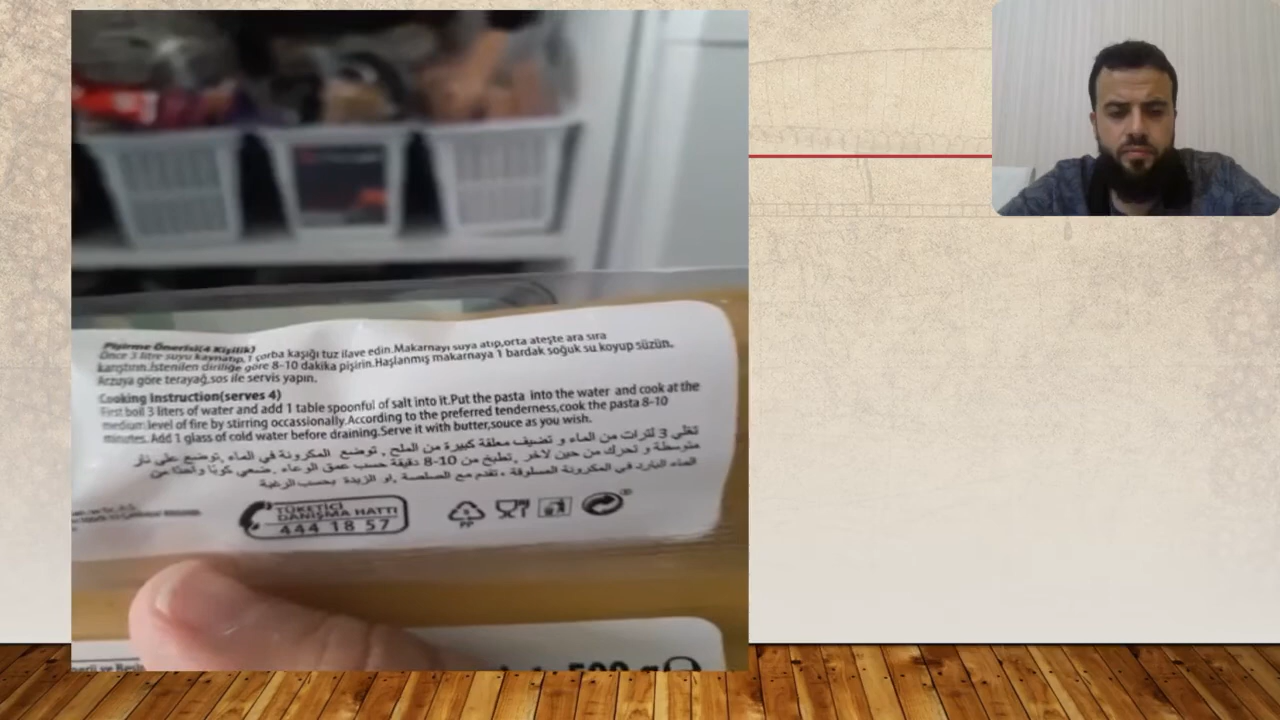 Pişirme Önerisi(4 Kişilik)
Önce 3 litre suyu kaynatıp,1 çorba kaşığı tuz ilave edin.Makarnayı suya atıp,orta ateşte ara sıra
karıştırın.İstenilen diriliğe göre 8-10 dakika pişirin.Haşlanmış makarnaya 1 bardak soğuk su koyup süzün.
Arzuya göre terayağ,sos ile servis yapın.
Cooking Instruction(serves 4)
First boil 3 liters of water and add 1 table spoonful of salt into it.Put the pasta into the water and cook at the
medium level of fire by stirring occassionally.According to the preferred tenderness,cook the pasta 8-10
minutes. Add 1 glass of cold water before draining.Serve it with butter,souce as you wish.
تغلي 3 لترات من الماء و تضيف معلقة كبيرة من الملح , توضع المكرونة في الماء ,توضع على نار
متوسطة و تحرك من حين لآخر ,تطبخ من 10-8 دقيقة حسب عمق الوعاء ,ضعي كوبًا واحدًا من
الماء البارد في المكرونة المسلوقة ,تقدم مع الصلصة ,او الزبدة بحسب الرغبة
TÜKETİCİ
DANIŞMA HATTI
444 18 57
PP
500 g